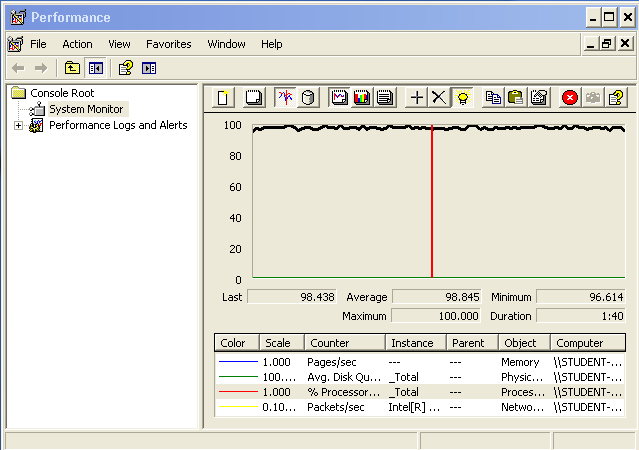 Performance
File Action View Favorites Window Help
Console Root
System Monitor
Performance Logs and Alerts
100
80
60
40
20
0
Last 98.438 Average 98.845 Minimum 96.614
Maximum 100.000 Duration 1:40
Color Scale Counter Instance Parent Object Computer
1.000 Pages/sec --- --- Memory \\STUDENT-...
100.... Avg. Disk Qu... _Total --- Physic... \\STUDENT-...
1.000 % Processor... _Total --- Proces... \\STUDENT-...
0.10... Packets/sec Intel[R] ... --- Netwo... \\STUDENT-...